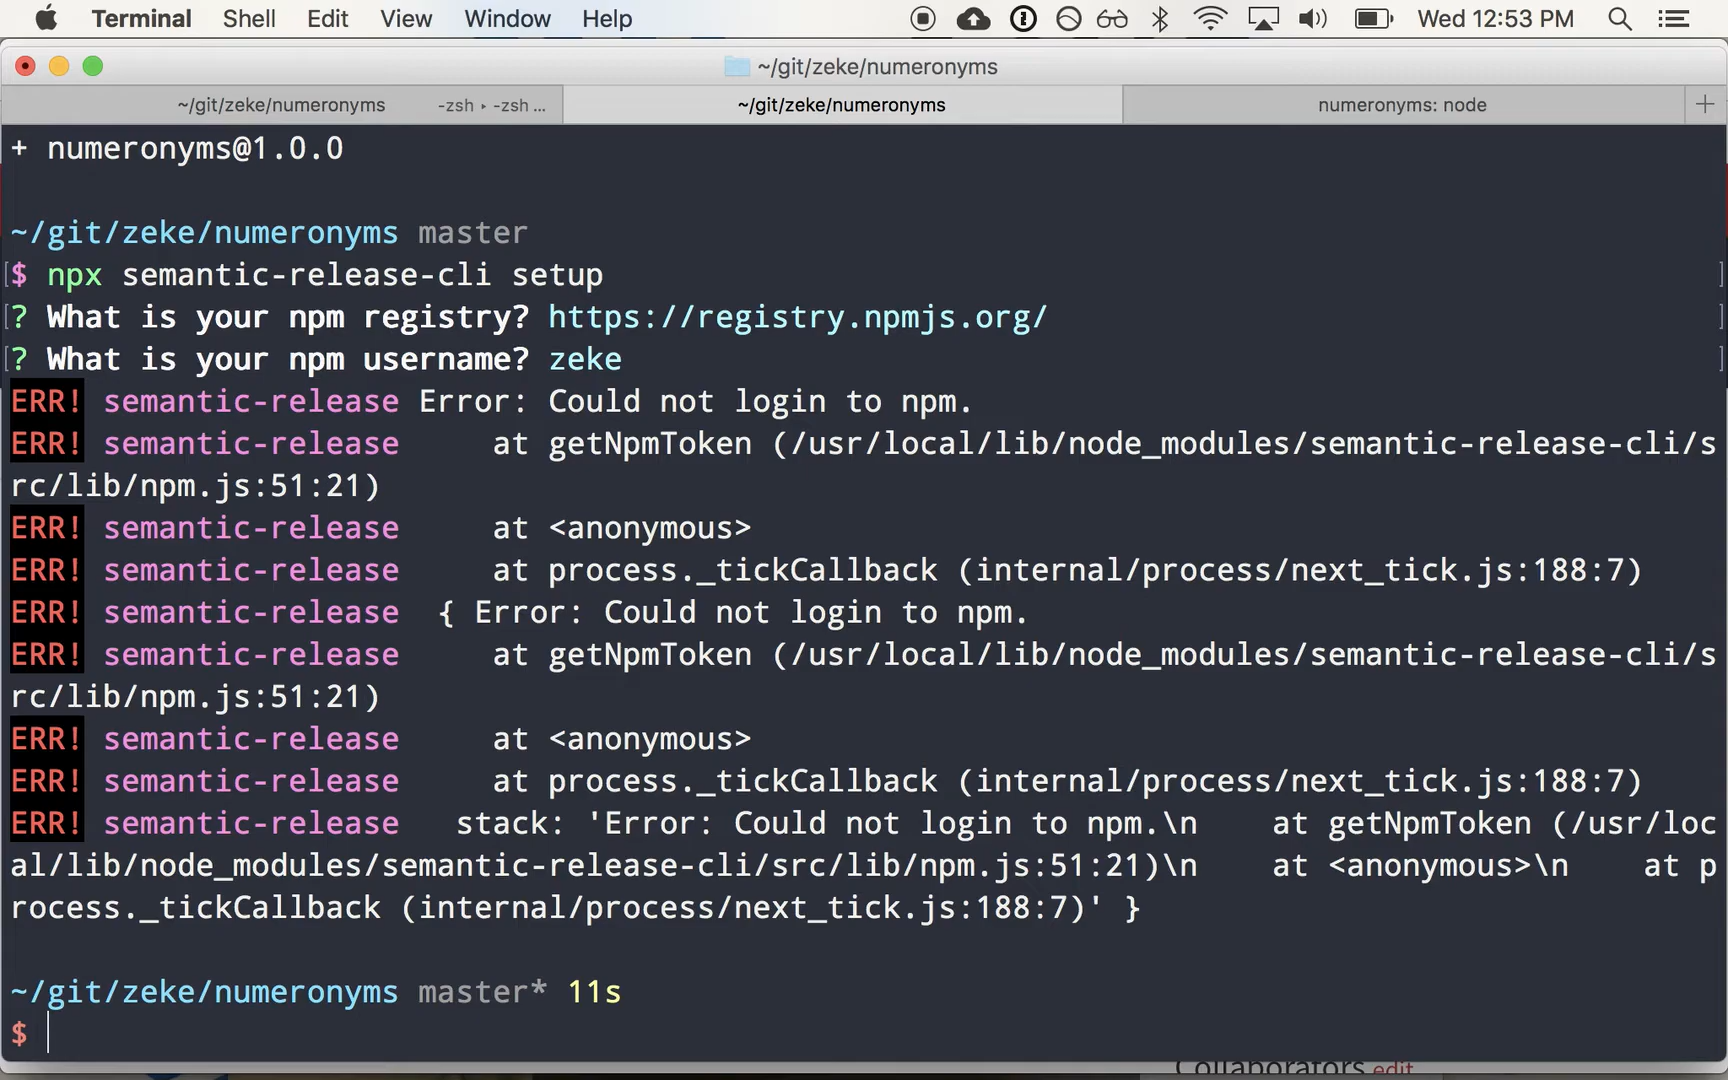 Terminal Shell Edit View Window Help Wed 12:53 PM
~/git/zeke/numeronyms
~/git/zeke/numeronyms -zsh ▸ -zsh ... ~/git/zeke/numeronyms numeronyms: node +
+ numeronyms@1.0.0
~/git/zeke/numeronyms master
[$ npx semantic-release-cli setup ]
[? What is your npm registry? https://registry.npmjs.org/ ]
[? What is your npm username? zeke ]
ERR! semantic-release Error: Could not login to npm.
ERR! semantic-release     at getNpmToken (/usr/local/lib/node_modules/semantic-release-cli/s
rc/lib/npm.js:51:21)
ERR! semantic-release     at <anonymous>
ERR! semantic-release     at process._tickCallback (internal/process/next_tick.js:188:7)
ERR! semantic-release  { Error: Could not login to npm.
ERR! semantic-release     at getNpmToken (/usr/local/lib/node_modules/semantic-release-cli/s
rc/lib/npm.js:51:21)
ERR! semantic-release     at <anonymous>
ERR! semantic-release     at process._tickCallback (internal/process/next_tick.js:188:7)
ERR! semantic-release   stack: 'Error: Could not login to npm.\n    at getNpmToken (/usr/loc
al/lib/node_modules/semantic-release-cli/src/lib/npm.js:51:21)\n    at <anonymous>\n    at p
rocess._tickCallback (internal/process/next_tick.js:188:7)' }
~/git/zeke/numeronyms master* 11s
$
Collaborators edit